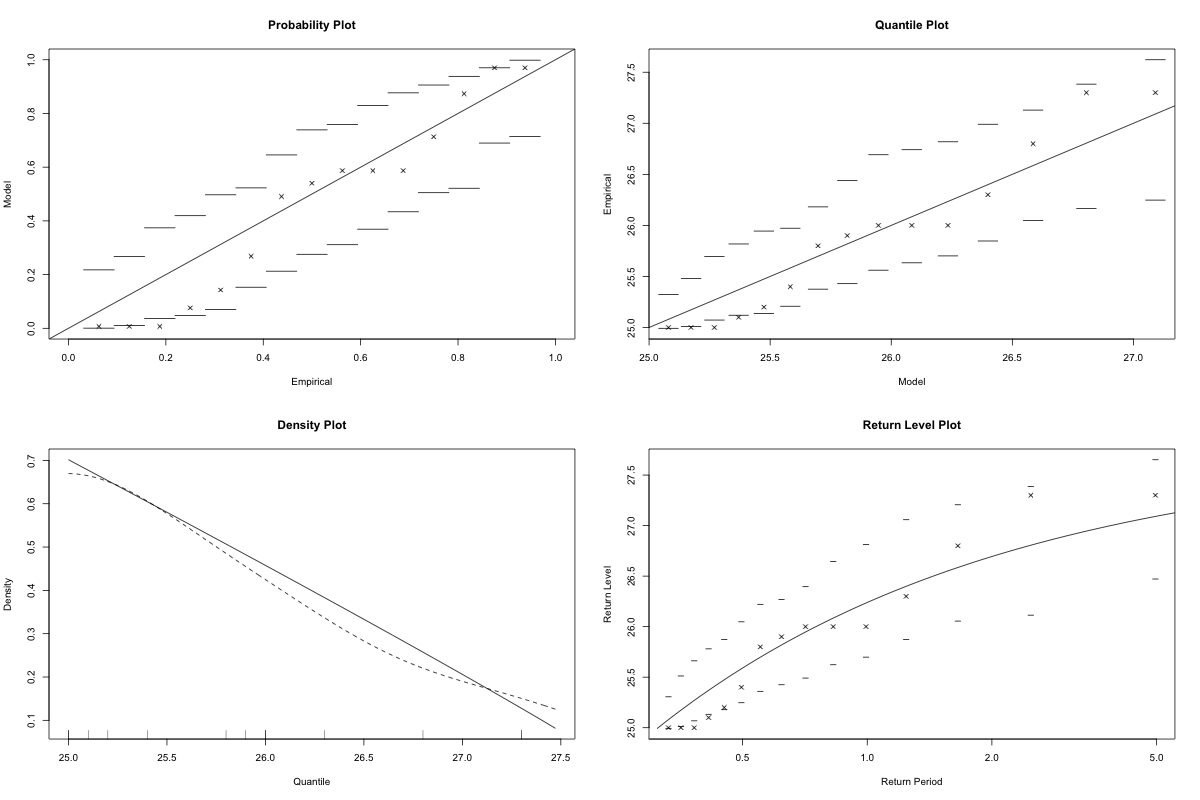 Probability Plot
Model
1.0
0.8
0.6
0.4
0.2
0.0
0.0 0.2 0.4 0.6 0.8 1.0
Empirical
Quantile Plot
Empirical
27.5
27.0
26.5
26.0
25.5
25.0
25.0 25.5 26.0 26.5 27.0
Model
Density Plot
Density
0.7
0.6
0.5
0.4
0.3
0.2
0.1
25.0 25.5 26.0 26.5 27.0 27.5
Quantile
Return Level Plot
Return Level
27.5
27.0
26.5
26.0
25.5
25.0
0.5 1.0 2.0 5.0
Return Period